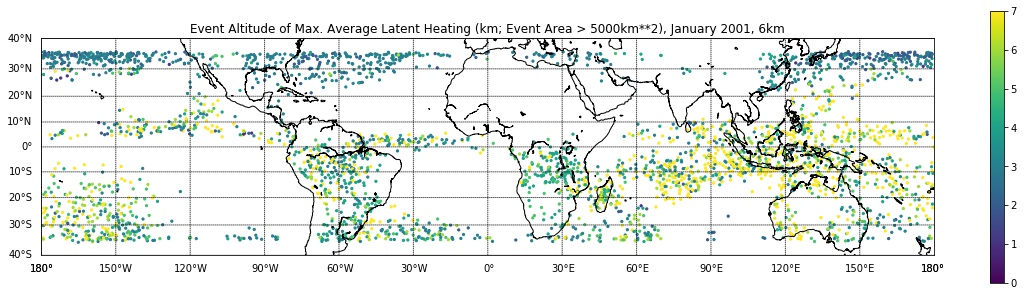 Event Altitude of Max. Average Latent Heating (km; Event Area > 5000km**2), January 2001, 6km
40°N
30°N
20°N
10°N
0°
10°S
20°S
30°S
40°S
180° 150°W 120°W 90°W 60°W 30°W 0° 30°E 60°E 90°E 120°E 150°E 180°
7
6
5
4
3
2
1
0